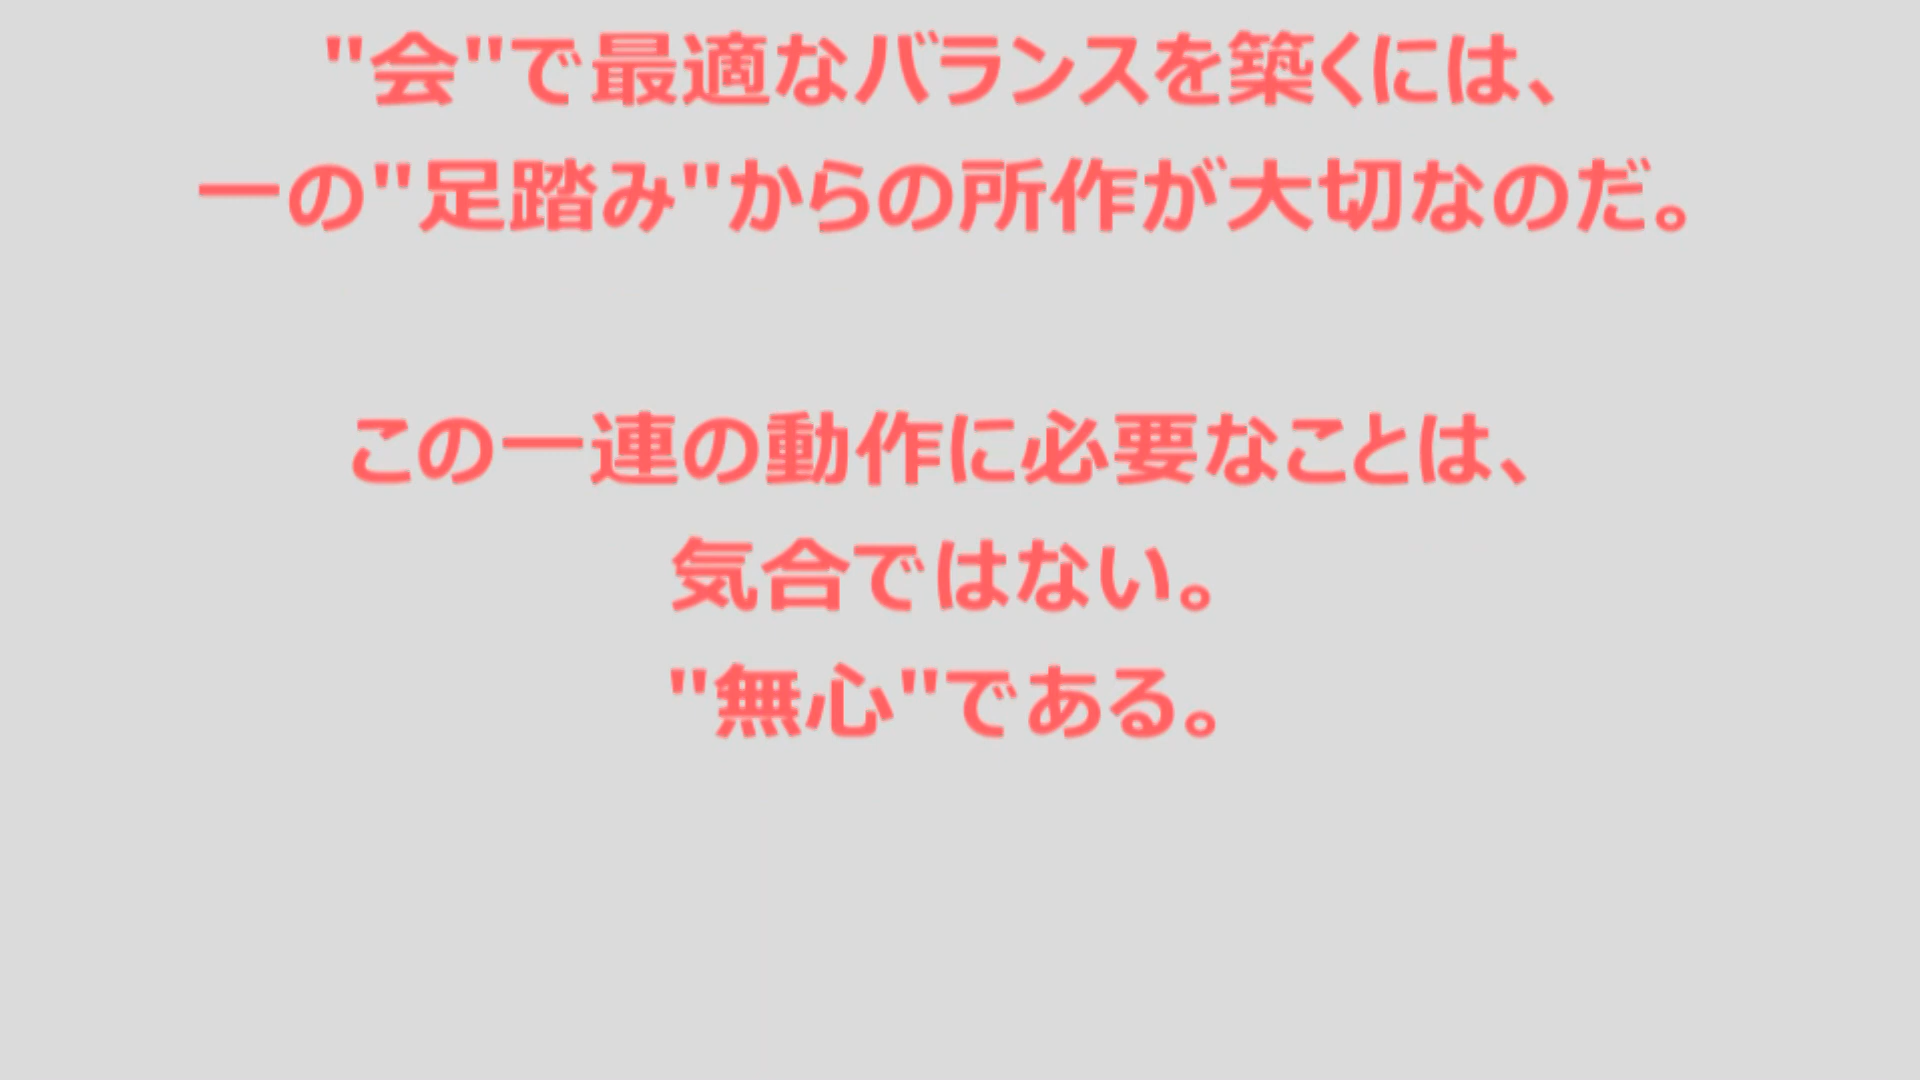 "会"で最適なバランスを築くには、
一の"足踏み"からの所作が大切なのだ。
この一連の動作に必要なことは、
気合ではない。
"無心"である。